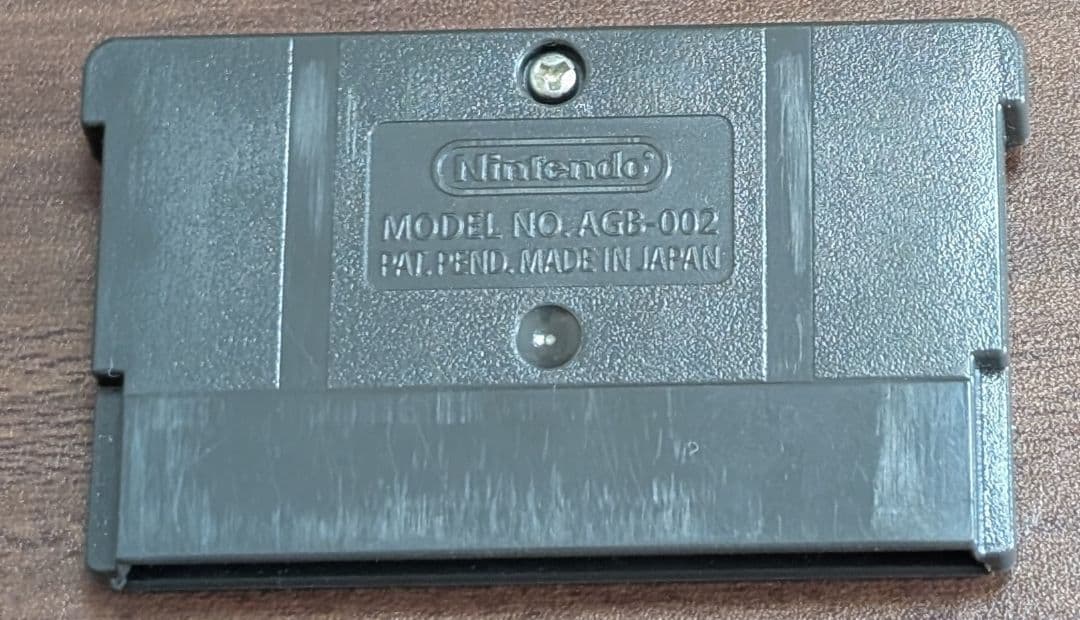 Nintendo
MODEL NO. AGB-002
PAT. PEND. MADE IN JAPAN